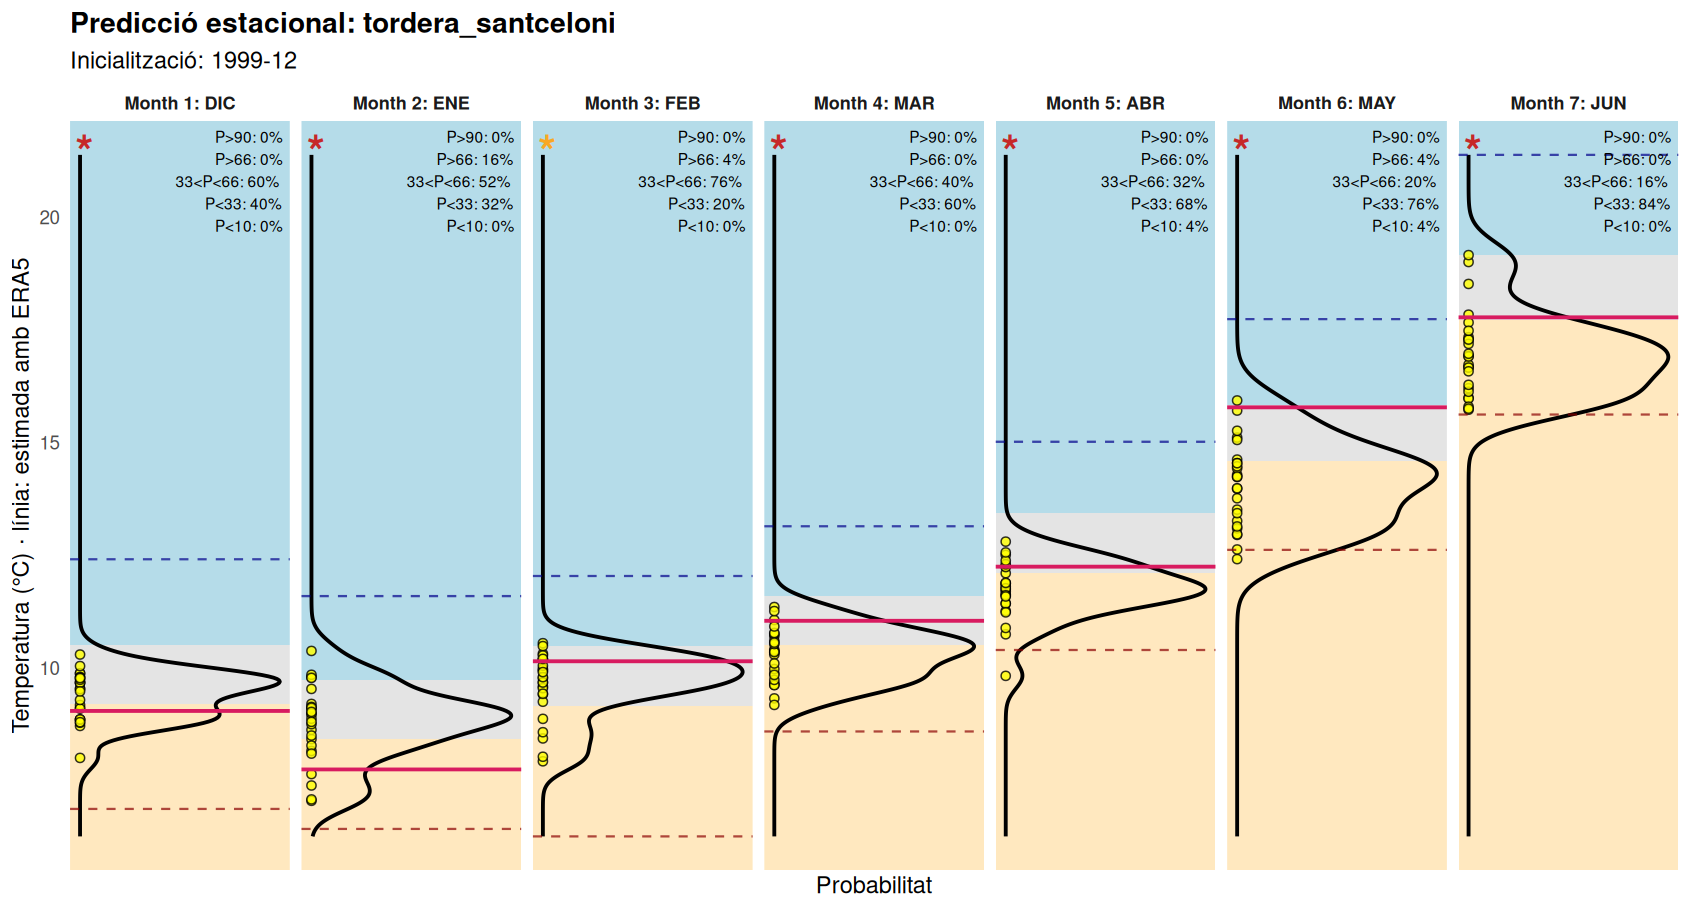 Predicció estacional: tordera_santceloni
Inicialització: 1999-12
Month 1: DIC
Month 2: ENE
Month 3: FEB
Month 4: MAR
Month 5: ABR
Month 6: MAY
Month 7: JUN
*
P>90: 0%
P>66: 0%
33<P<66: 60%
P<33: 40%
P<10: 0%
*
P>90: 0%
P>66: 16%
33<P<66: 52%
P<33: 32%
P<10: 0%
*
P>90: 0%
P>66: 4%
33<P<66: 76%
P<33: 20%
P<10: 0%
*
P>90: 0%
P>66: 0%
33<P<66: 40%
P<33: 60%
P<10: 0%
*
P>90: 0%
P>66: 0%
33<P<66: 32%
P<33: 68%
P<10: 4%
*
P>90: 0%
P>66: 4%
33<P<66: 20%
P<33: 76%
P<10: 4%
*
P>90: 0%
P>66: 0%
33<P<66: 16%
P<33: 84%
P<10: 0%
20
15
10
Temperatura (°C) · línia: estimada amb ERA5
Probabilitat